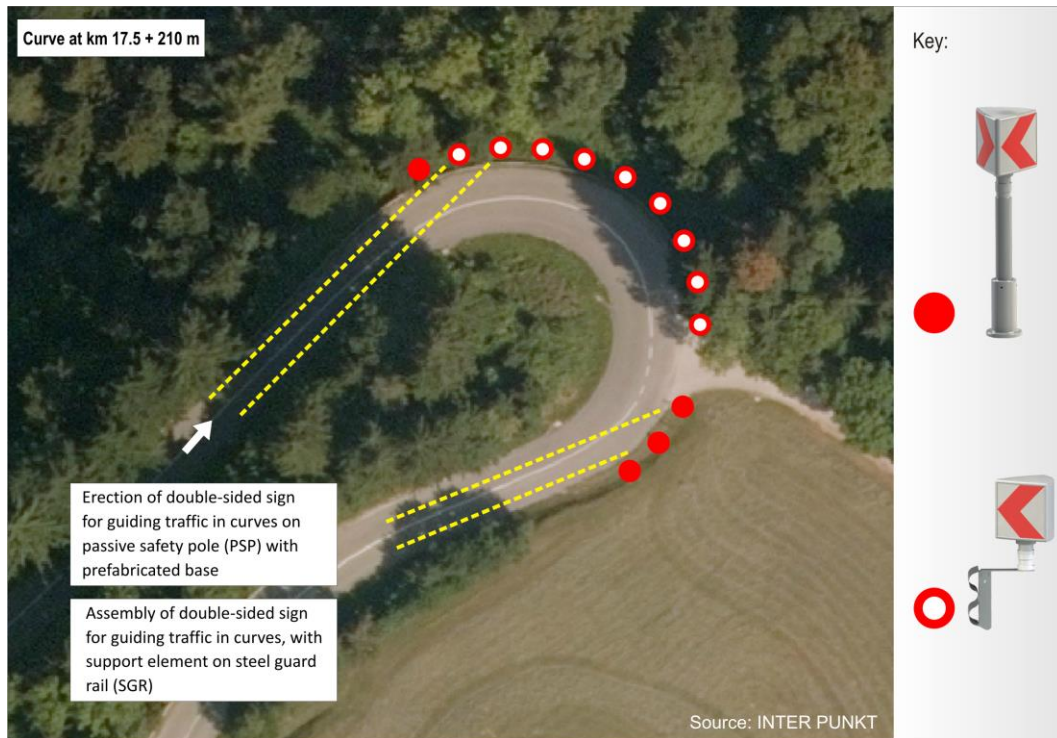 Curve at km 17.5 + 210 m
Key:
Erection of double-sided sign
for guiding traffic in curves on
passive safety pole (PSP) with
prefabricated base
Assembly of double-sided sign
for guiding traffic in curves, with
support element on steel guard
rail (SGR)
Source: INTER PUNKT